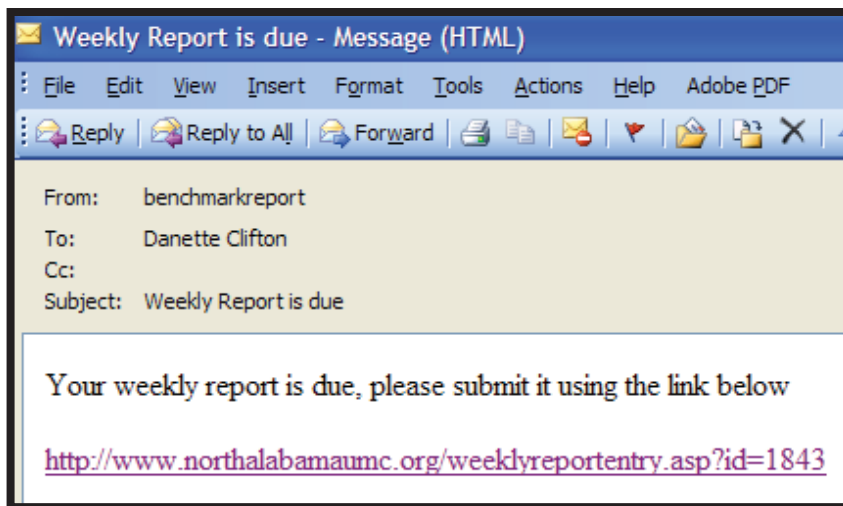 Weekly Report is due - Message (HTML)
File Edit View Insert Format Tools Actions Help Adobe PDF
Reply Reply to All Forward
From: benchmarkreport
To: Danette Clifton
Cc:
Subject: Weekly Report is due
Your weekly report is due, please submit it using the link below
http://www.northalabamaumc.org/weeklyreportentry.asp?id=1843